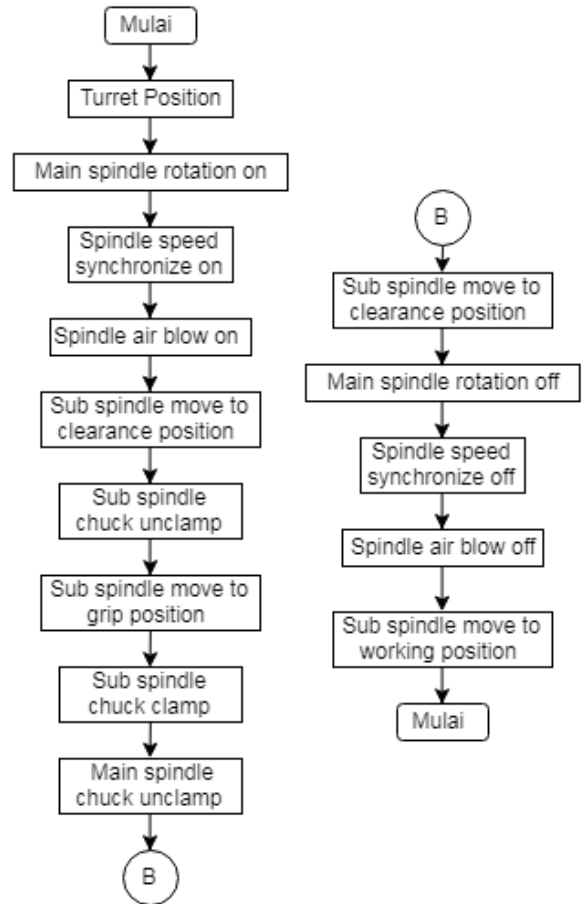 Mulai
Turret Position
Main spindle rotation on
Spindle speed
synchronize on
Spindle air blow on
Sub spindle move to
clearance position
Sub spindle
chuck unclamp
Sub spindle move to
grip position
Sub spindle
chuck clamp
Main spindle
chuck unclamp
B
B
Sub spindle move to
clearance position
Main spindle rotation off
Spindle speed
synchronize off
Spindle air blow off
Sub spindle move to
working position
Mulai